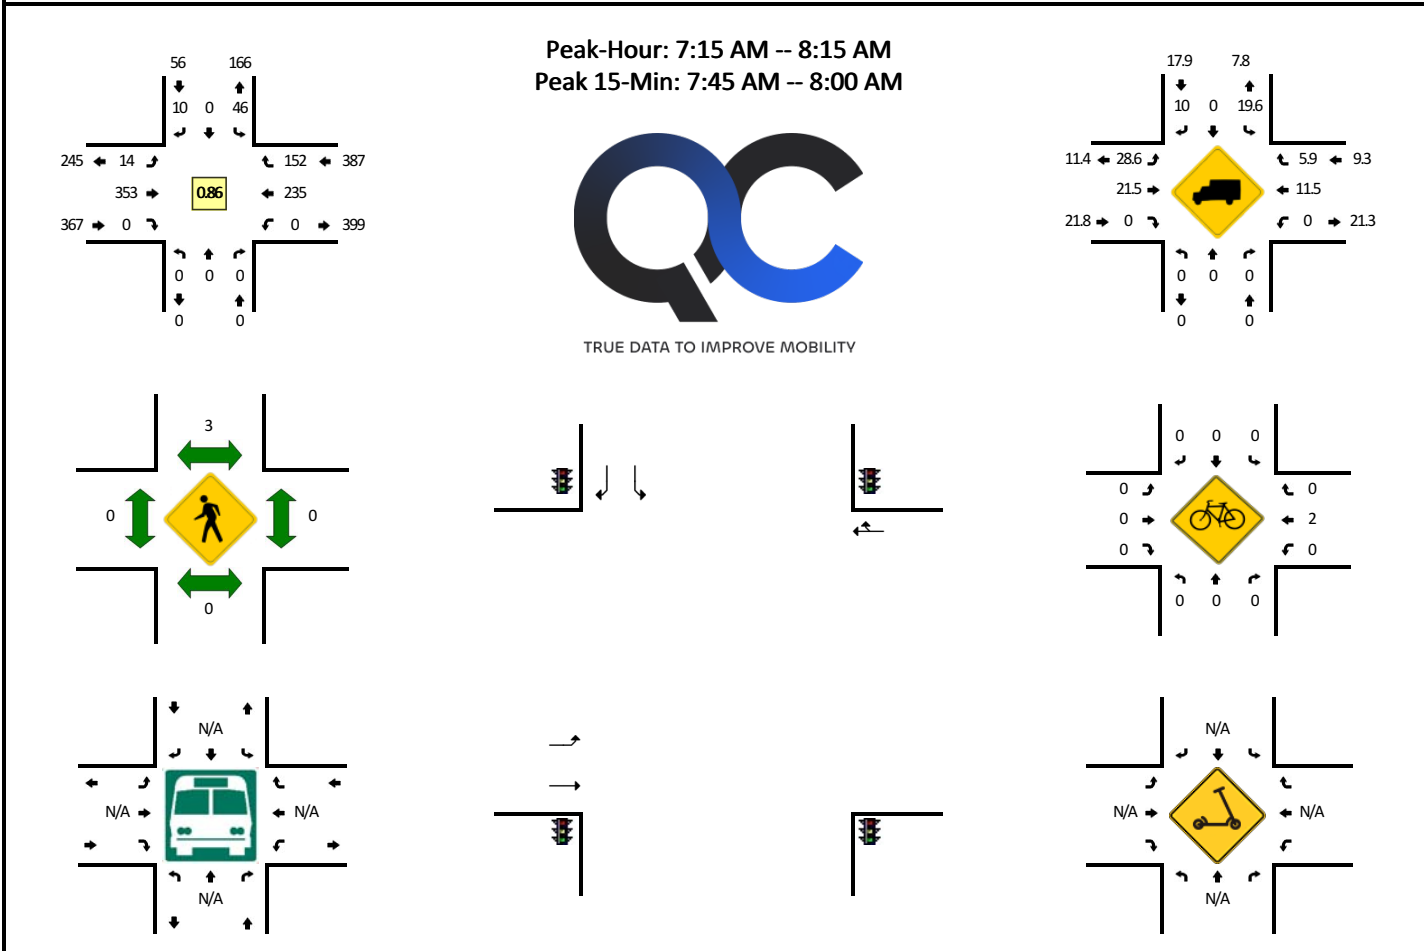 Peak-Hour: 7:15 AM -- 8:15 AM
Peak 15-Min: 7:45 AM -- 8:00 AM
56 166
10 0 46
245 14 152 387
353 0.86 235
367 0 0 399
0 0 0
0 0
TRUE DATA TO IMPROVE MOBILITY
17.9 7.8
10 0 19.6
11.4 28.6 5.9 9.3
21.5 11.5
21.8 0 0 21.3
0 0 0
0 0
3
0 0
0
0 0 0
0 0
0 2
0 0
0 0 0
N/A
N/A N/A
N/A
N/A
N/A N/A
N/A